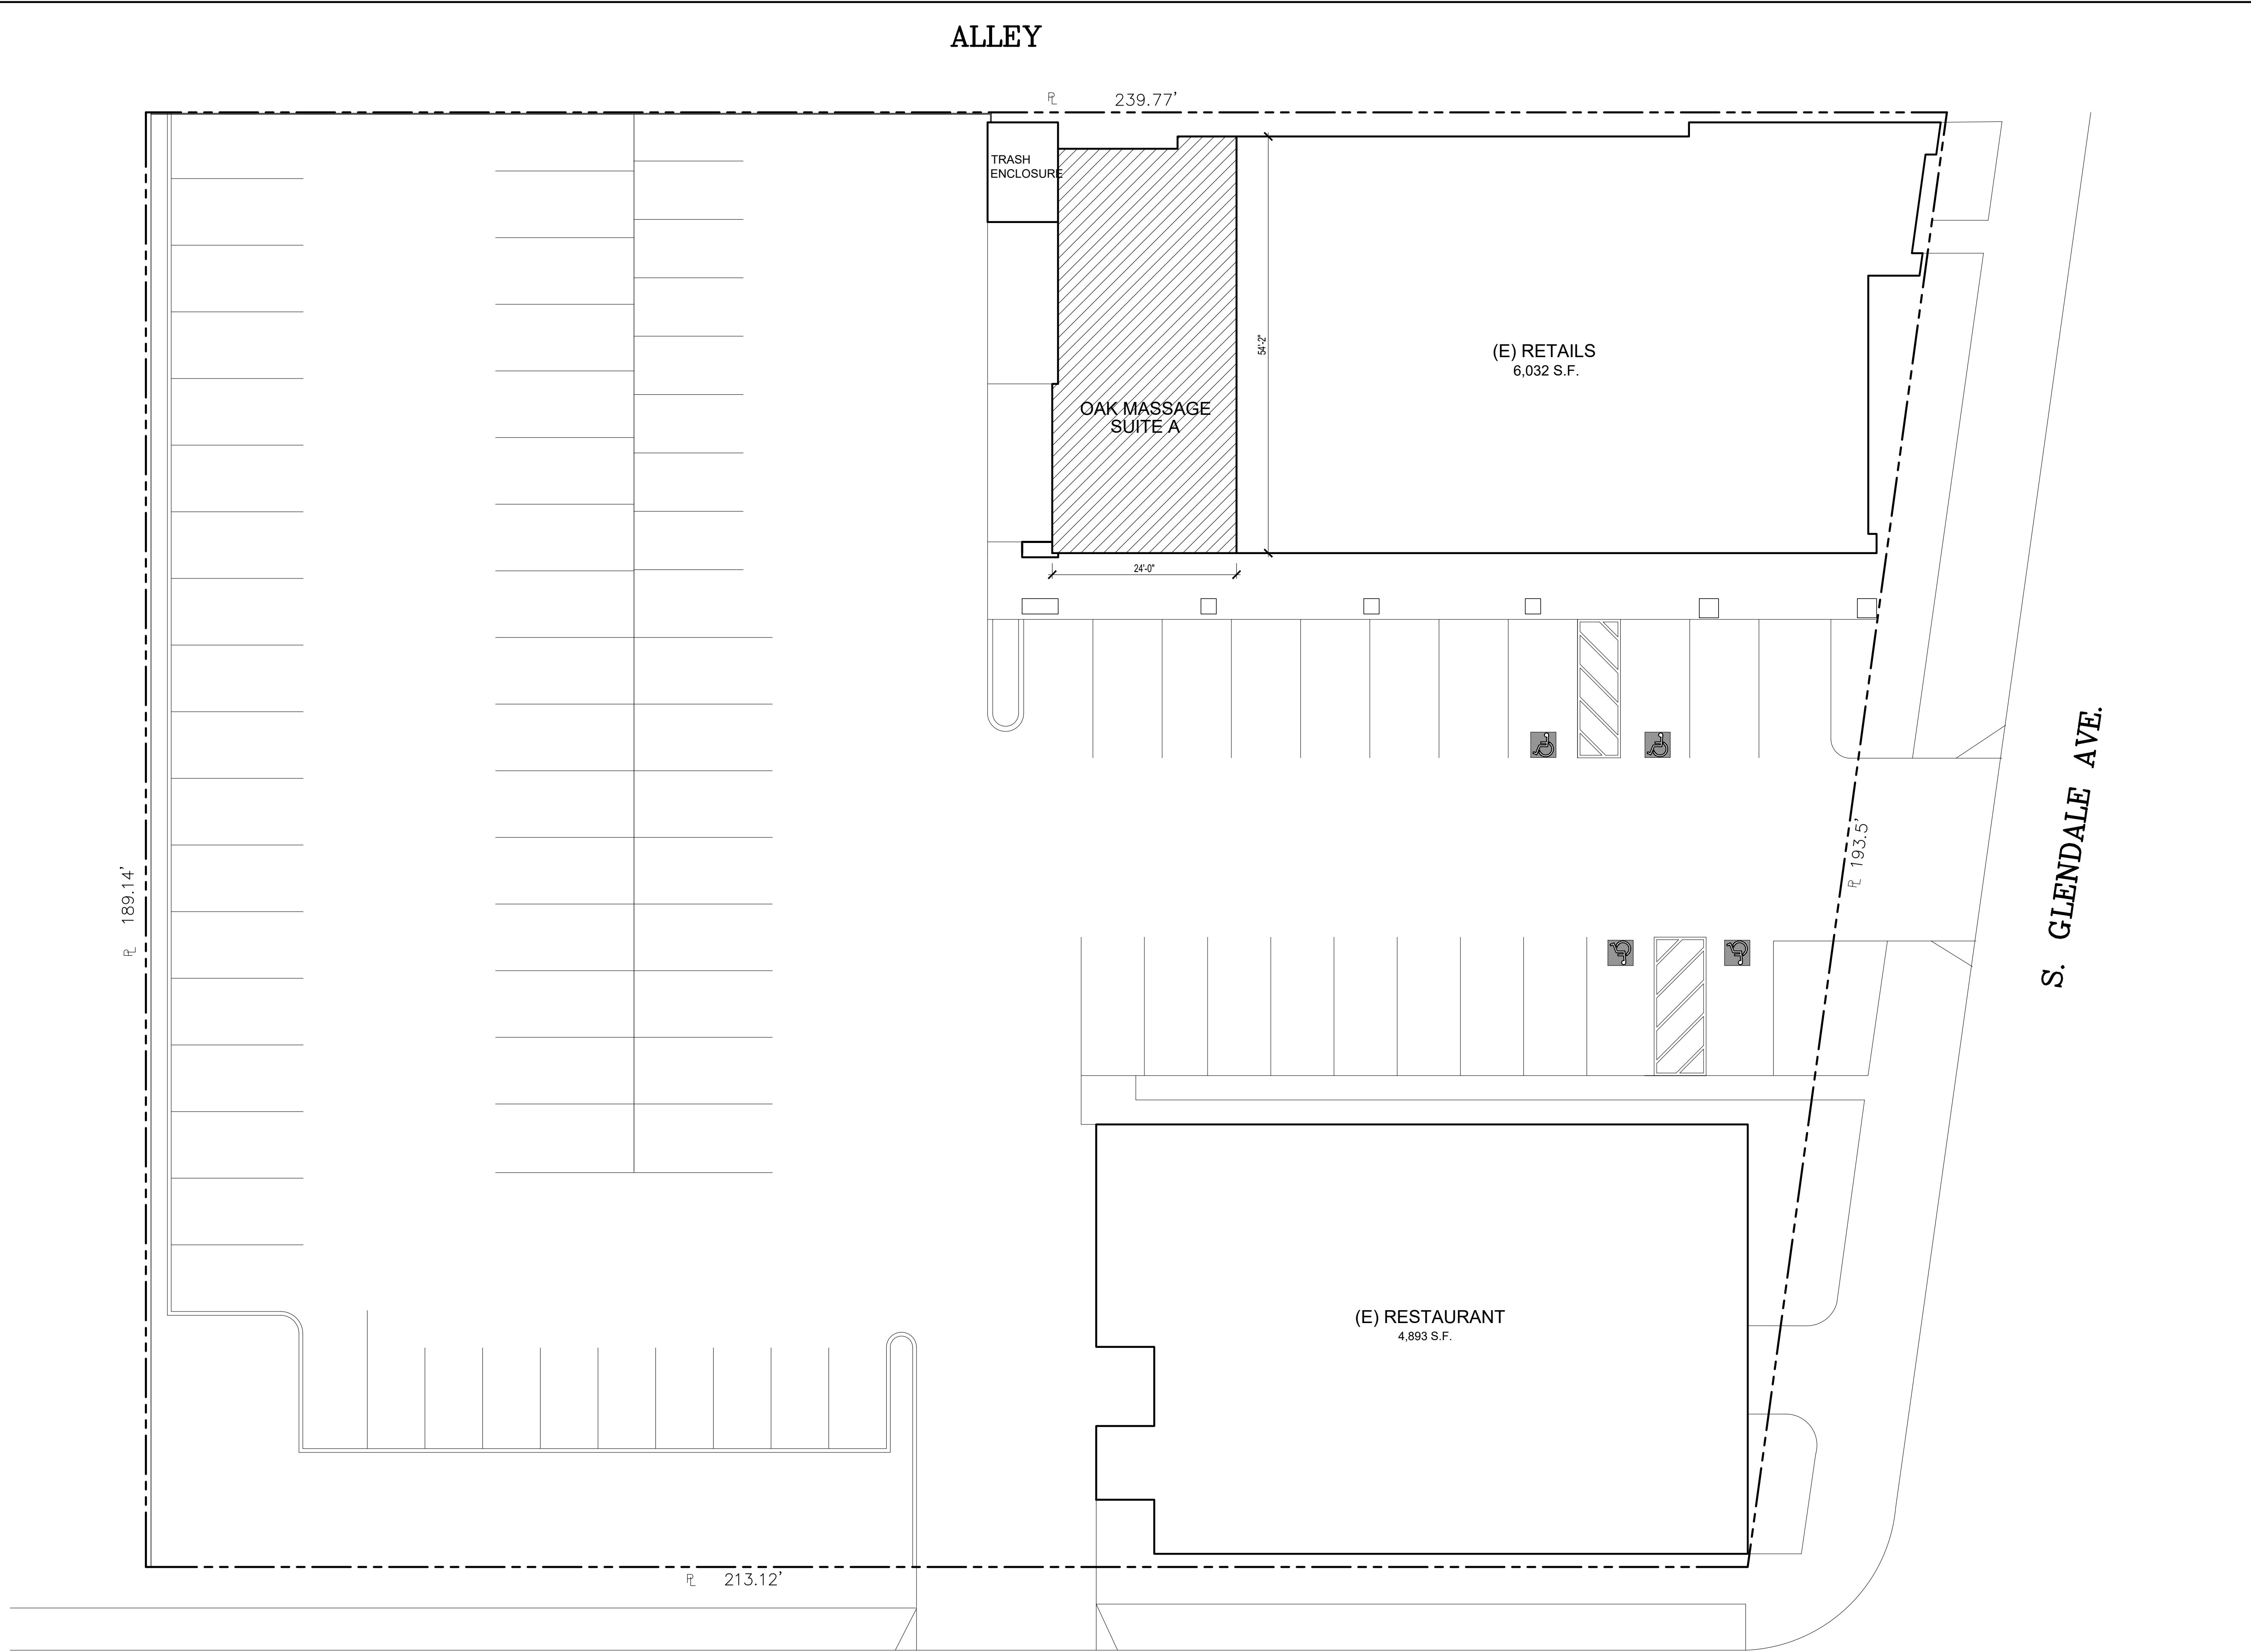 ALLEY
℄ 239.77'
TRASH
ENCLOSURE
54'-2"
(E) RETAILS
6,032 S.F.
OAK MASSAGE
SUITE A
24'-0"
S. GLENDALE AVE.
℄ 193.5'
℄ 189.14'
(E) RESTAURANT
4,893 S.F.
℄ 213.12'